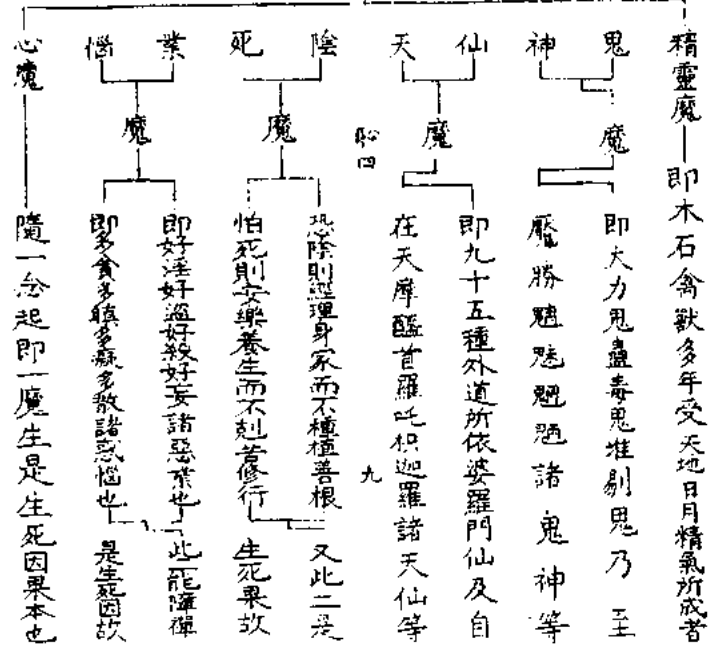 精靈魔 即木石禽獸多年受天地日月精氣所成者
鬼 魔 即大力鬼蠱毒鬼堆剔鬼乃至
神 魘勝魑魅魍魎諸鬼神等
仙 魔 即九十五種外道所依婆羅門仙及自
天 在天摩醯首羅吒枳迦羅諸天仙等
陰 魔 恐陰則經理身家而不種植善根 又此二是
死 怕死則安樂養生而不剋苦修行 生死果故
業 魔 即好淫好盜好殺好妄諸惡業也 此二能障禪
惱 即多貪多瞋多癡多散諸惑惱也 是生死因故
心魔 隨一念起即一魔生是生死因果本也
四
九